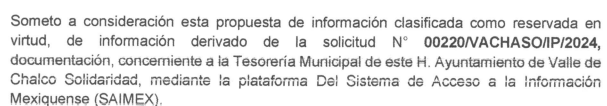 Someto a consideración esta propuesta de información clasificada como reservada en
virtud, de información derivado de la solicitud N° 00220/VACHASO/IP/2024,
documentación, concerniente a la Tesorería Municipal de este H. Ayuntamiento de Valle de
Chalco Solidaridad, mediante la plataforma Del Sistema de Acceso a la Información
Mexiquense (SAIMEX).